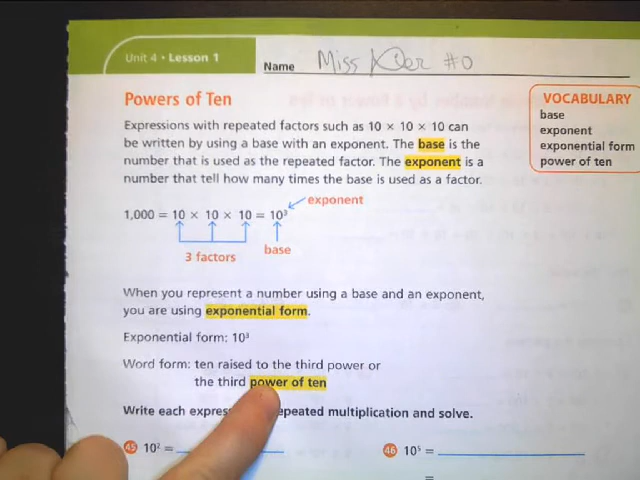 Unit 4 • Lesson 1
Name Miss #0
Powers of Ten
Expressions with repeated factors such as 10 × 10 × 10 can
be written by using a base with an exponent. The base is the
number that is used as the repeated factor. The exponent is a
number that tell how many times the base is used as a factor.
exponent
1,000 = 10 × 10 × 10 = 10³
3 factors
base
When you represent a number using a base and an exponent,
you are using exponential form.
Exponential form: 10³
Word form: ten raised to the third power or
the third power of ten
Write each expres epeated multiplication and solve.
45 10² =
46 10⁵ =
=
VOCABULARY
base
exponent
exponential form
power of ten